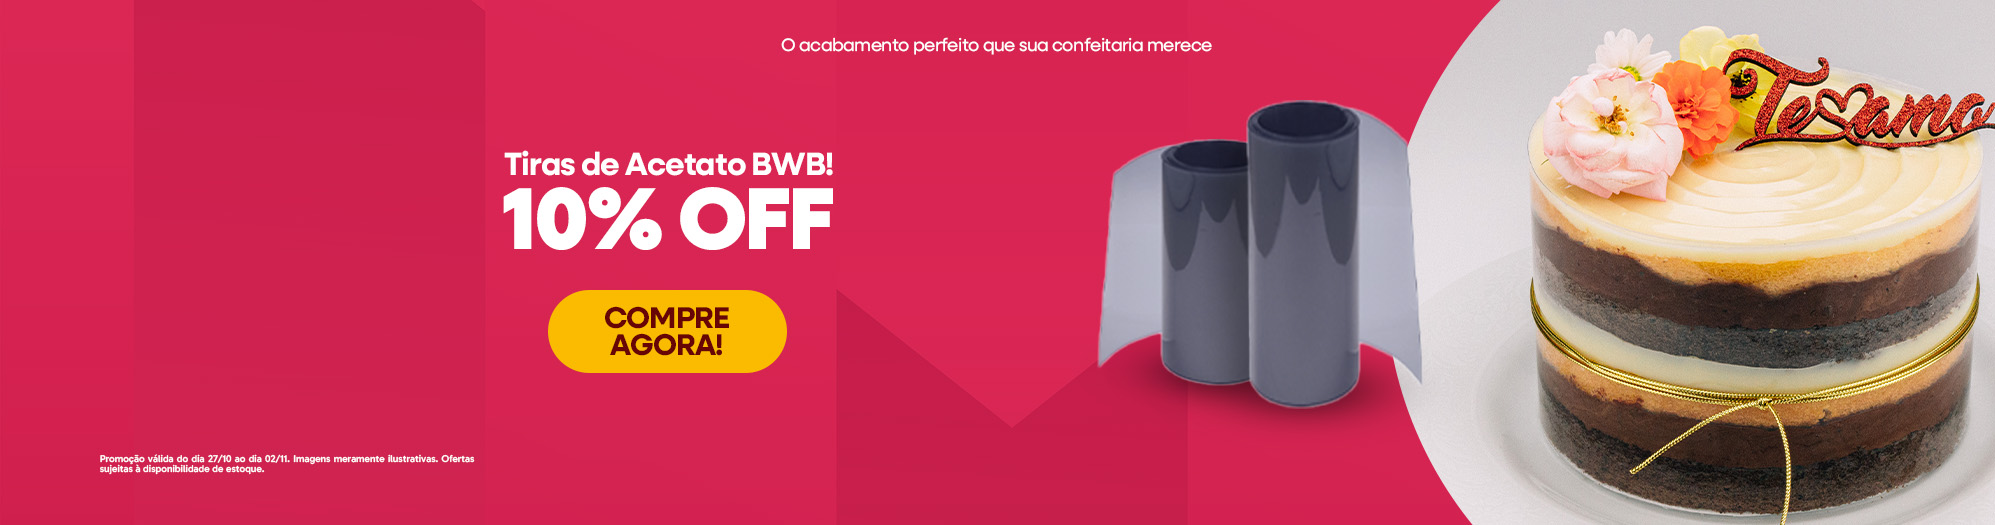 O acabamento perfeito que sua confeitaria merece
Tiras de Acetato BWB!
10% OFF
COMPRE
AGORA!
Promoção válida do dia 27/10 ao dia 02/11. Imagens meramente ilustrativas. Ofertas
sujeitas à disponibilidade de estoque.
Te amo